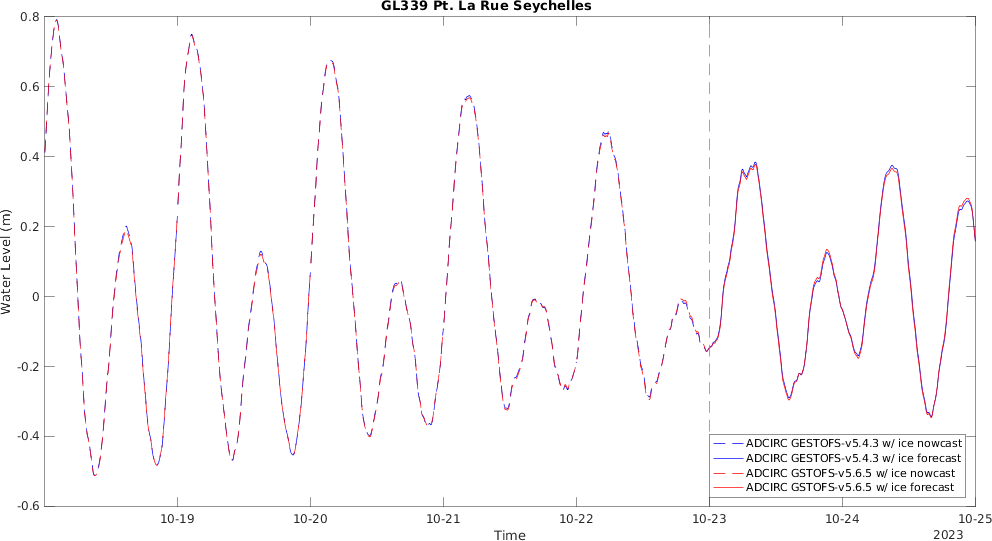 GL339 Pt. La Rue Seychelles
0.8
0.6
0.4
0.2
0
-0.2
-0.4
-0.6
Water Level (m)
ADCIRC GESTOFS-v5.4.3 w/ ice nowcast
ADCIRC GESTOFS-v5.4.3 w/ ice forecast
ADCIRC GSTOFS-v5.6.5 w/ ice nowcast
ADCIRC GSTOFS-v5.6.5 w/ ice forecast
10-19 10-20 10-21 10-22 10-23 10-24 10-25
Time
2023